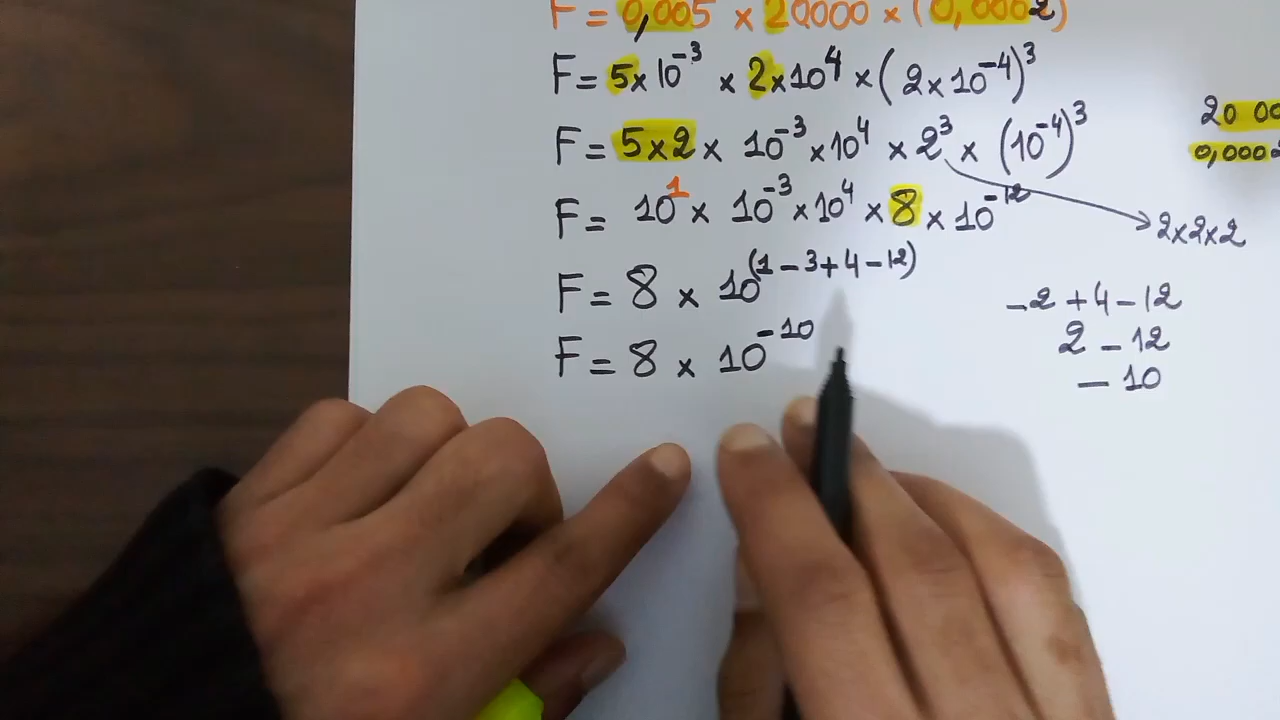 F = 0,005 × 20000 × (0,0002)
F = 5 × 10⁻³ × 2 × 10⁴ × ( 2 × 10⁻⁴)³
F = 5 × 2 × 10⁻³ × 10⁴ × 2³ × (10⁻⁴)³
F = 10¹ × 10⁻³ × 10⁴ × 8 × 10⁻¹²
F = 8 × 10⁽¹⁻³⁺⁴⁻¹²⁾
F = 8 × 10⁻¹⁰
20 00
0,0002
2×2×2
-2 + 4 - 12
2 - 12
- 10